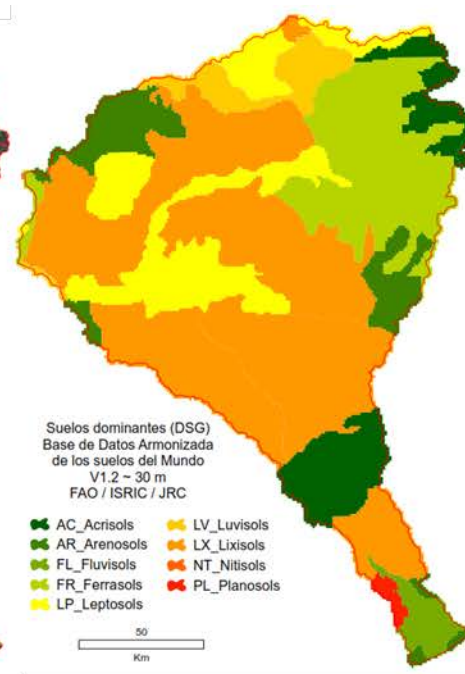 Suelos dominantes (DSG)
Base de Datos Armonizada
de los suelos del Mundo
V1.2 ~ 30 m
FAO / ISRIC / JRC
AC_Acrisols
AR_Arenosols
FL_Fluvisols
FR_Ferrasols
LP_Leptosols
LV_Luvisols
LX_Lixisols
NT_Nitisols
PL_Planosols
50
Km